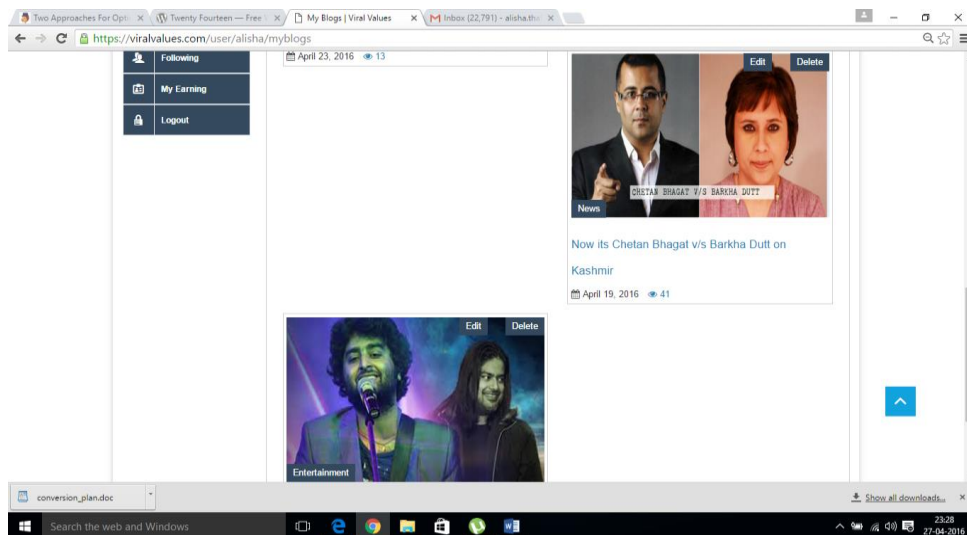 Two Approaches For Opti
Twenty Fourteen — Free
My Blogs | Viral Values
Inbox (22,791) - alisha.tha
https://viralvalues.com/user/alisha/myblogs
Following
My Earning
Logout
April 23, 2016 13
Edit Delete
CHETAN BHAGAT V/S BARKHA DUTT
News
Now its Chetan Bhagat v/s Barkha Dutt on
Kashmir
April 19, 2016 41
Edit Delete
Entertainment
conversion_plan.doc
Show all downloads...
Search the web and Windows
23:28
27-04-2016